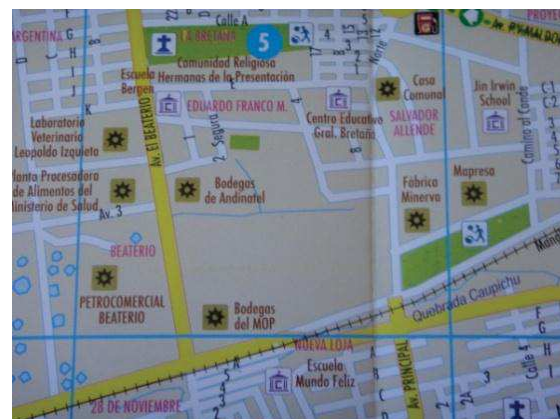 Calle A
ARGENTINA
LA BRETAÑA
5
Comunidad Religiosa
Hermanas de la Presentación
Escuela
Bergen
EDUARDO FRANCO M.
Centro Educativo
Gral. Bretaña
Norte
Casa
Comunal
SALVADOR
ALLENDE
Jin Irwin
School
Camino al Conde
Laboratorio
Veterinario
Leopoldo Izquieta
Av. El BEATERIO
2. Segura
Planta Procesadora
de Alimentos del
Ministerio de Salud
Av. 3
Bodegas
de Andinatel
Fábrica
Minerva
Mapresa
BEATERIO
PETROCOMERCIAL
BEATERIO
Bodegas
del MOP
Quebrada Caupichu
NUEVA LOJA
Escuela
Mundo Feliz
Av. PRINCIPAL
Calle 4
28 DE NOVIEMBRE